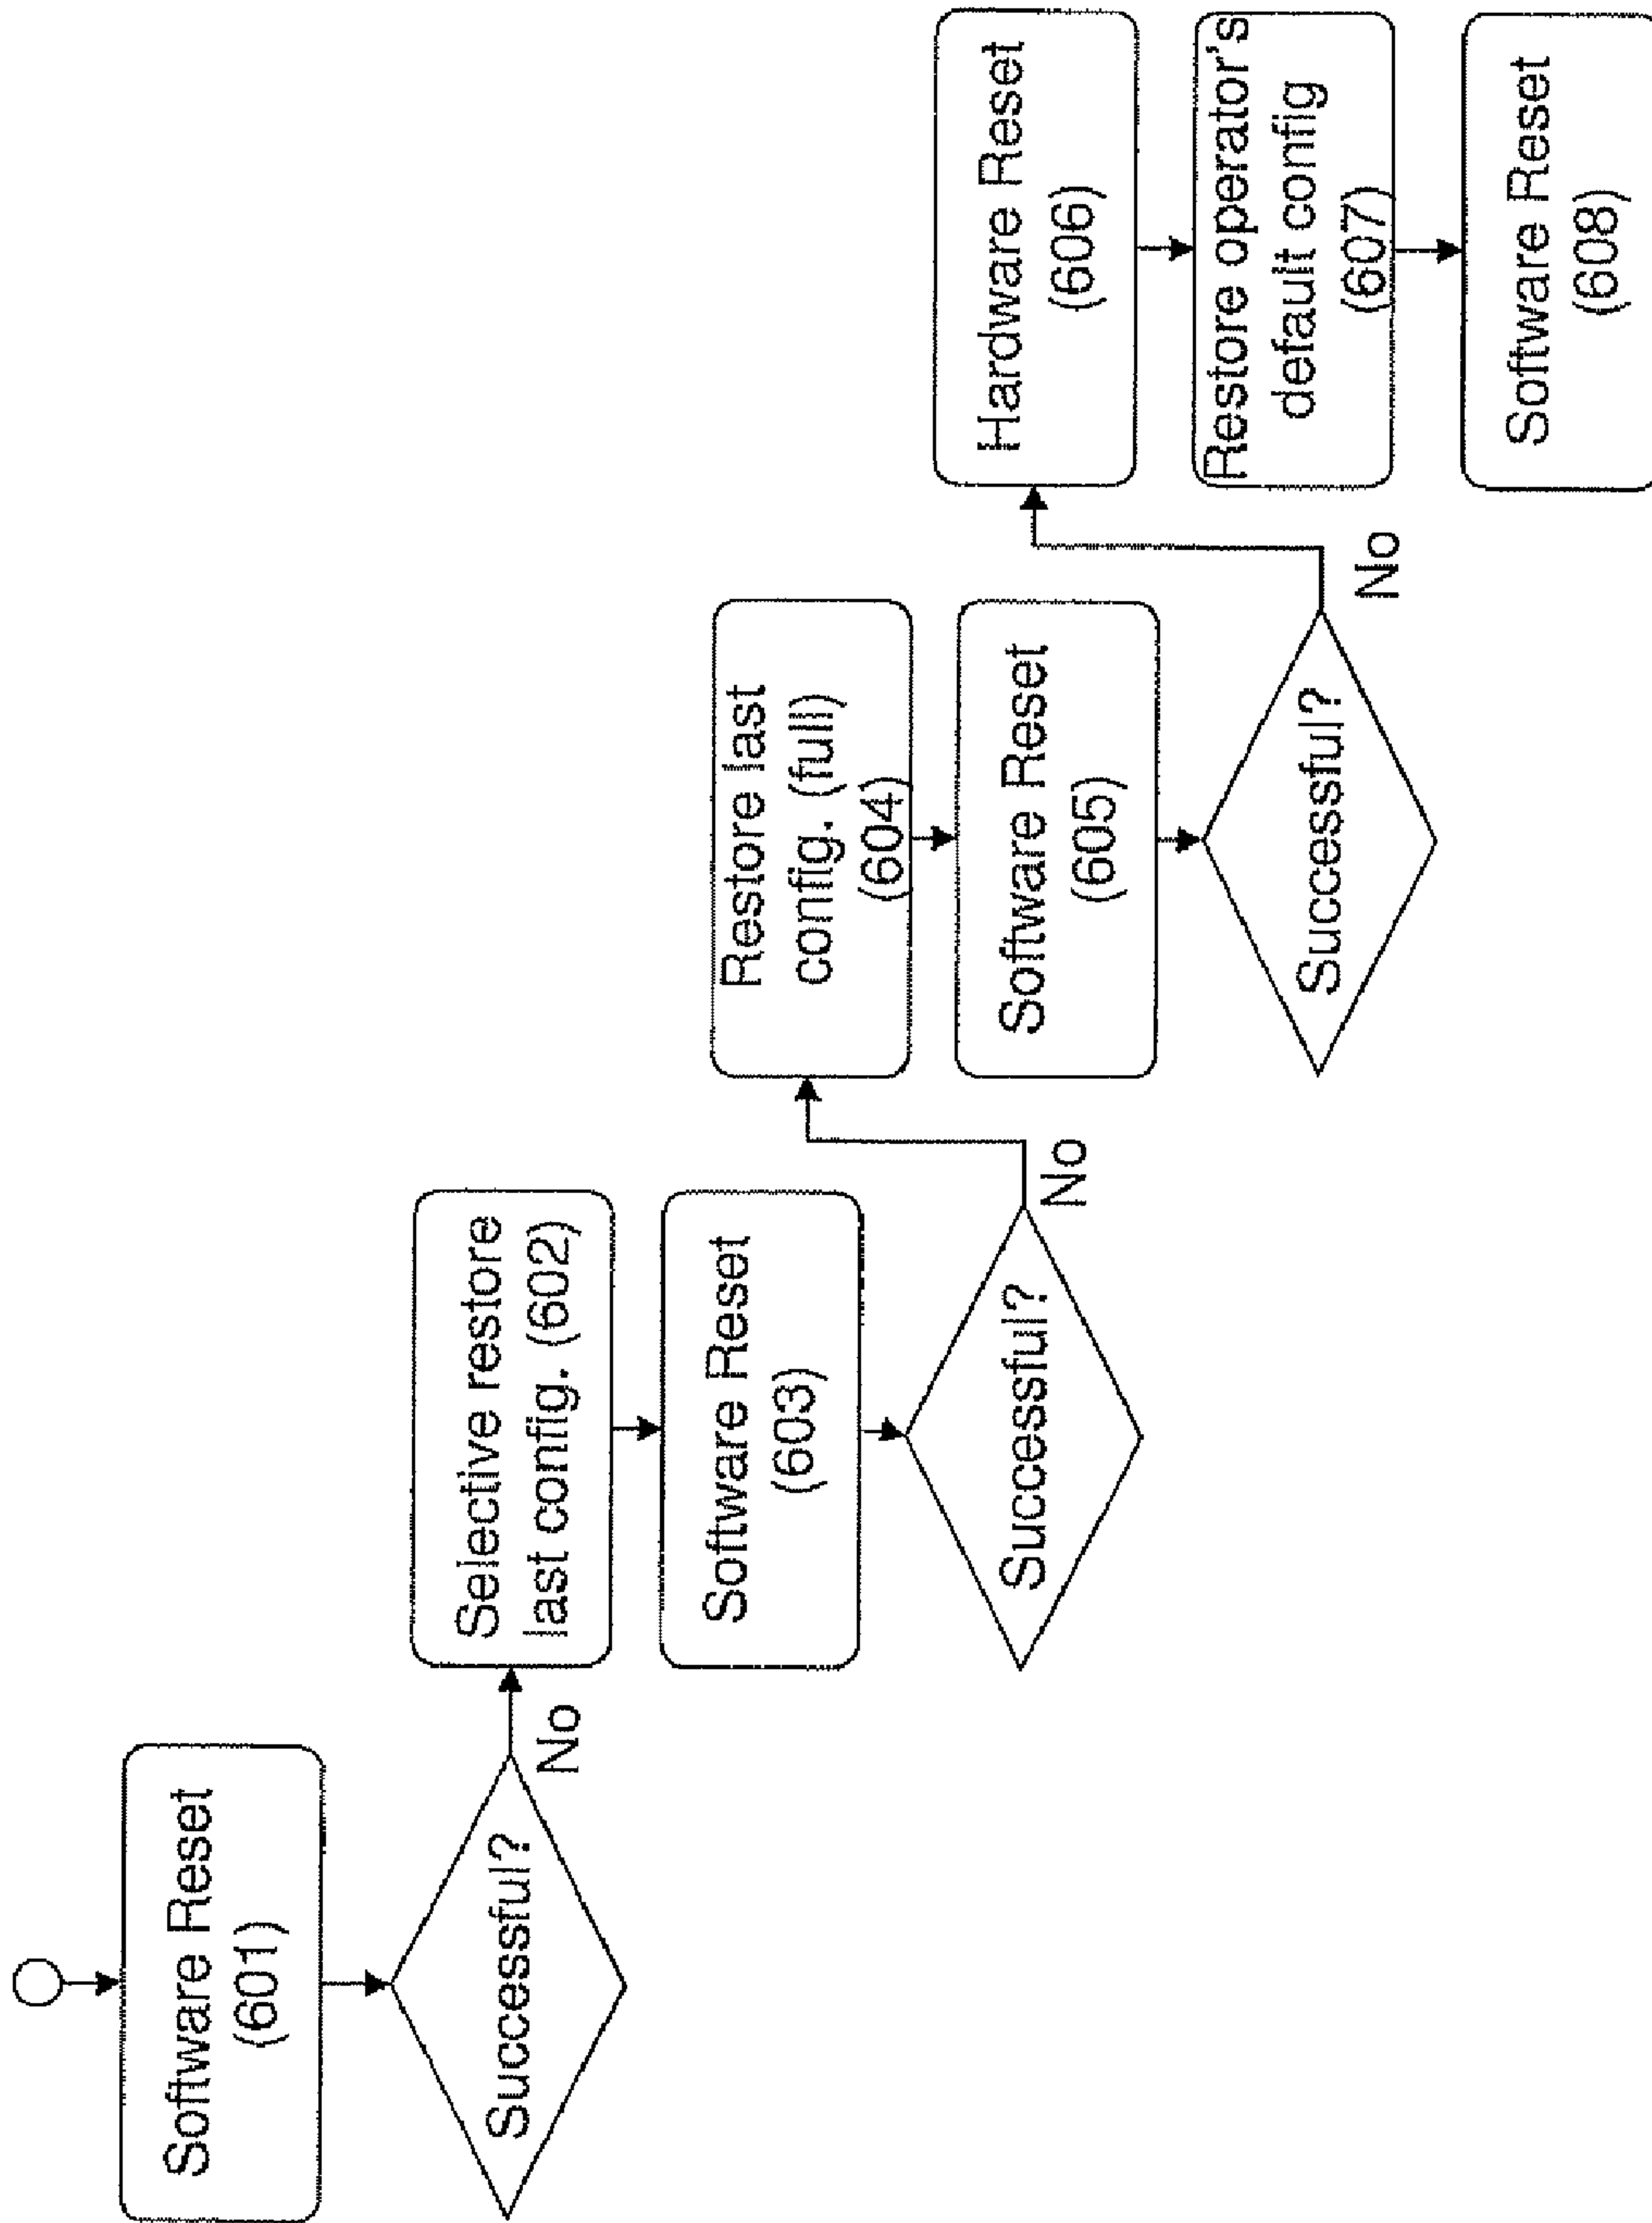 Software Reset
(601)
Successful?
No
Selective restore
last config. (602)
Software Reset
(603)
Successful?
No
Restore last
config. (full)
(604)
Software Reset
(605)
Successful?
No
Hardware Reset
(606)
Restore operator's
default config
(607)
Software Reset
(608)